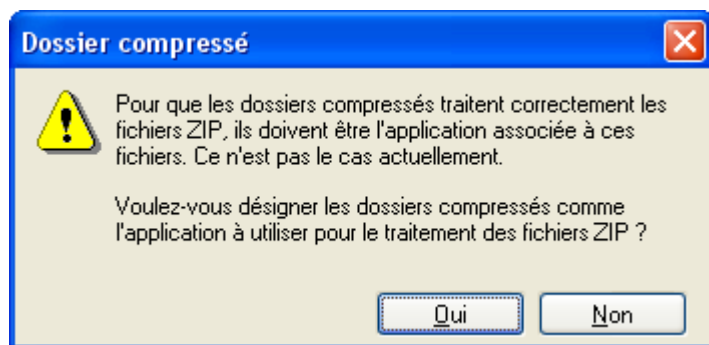 Dossier compressé
Pour que les dossiers compressés traitent correctement les
fichiers ZIP, ils doivent être l'application associée à ces
fichiers. Ce n'est pas le cas actuellement.
Voulez-vous désigner les dossiers compressés comme
l'application à utiliser pour le traitement des fichiers ZIP ?
Oui
Non